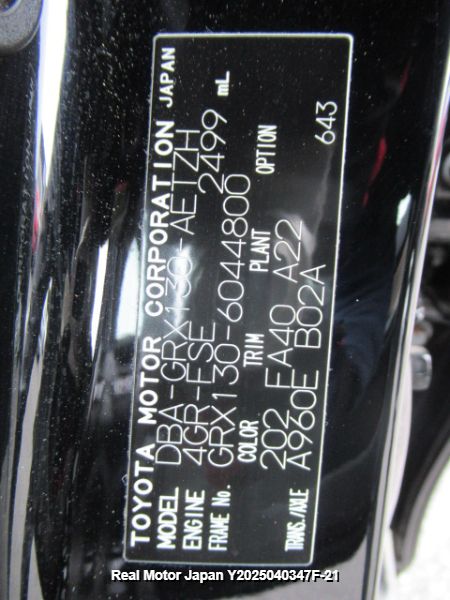 TOYOTA MOTOR CORPORATION JAPAN
MODEL DBA-GRX130-AETZH
ENGINE 4GR-FSE 2499 mL
FRAME No. GRX130-6044800
COLOR TRIM PLANT OPTION
202 FA40 A22
TRANS./AXLE A960E B02A 643
Real Motor Japan Y2025040347F-21